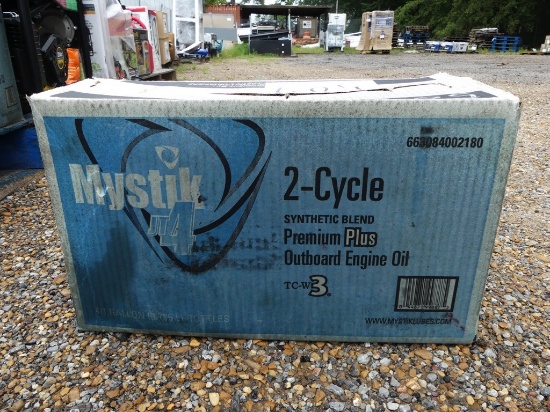 663084002180
Mystik
JT4
2-Cycle
SYNTHETIC BLEND
Premium Plus
Outboard Engine Oil
TC-W3®
WWW.MYSTIKLUBES.COM